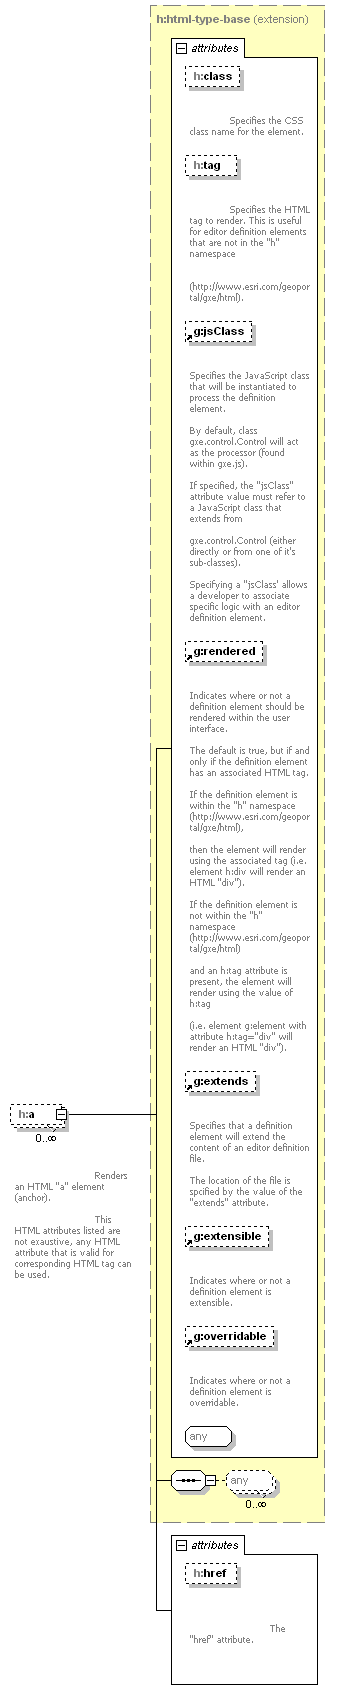 h:html-type-base (extension)
attributes
h:class
Specifies the CSS
class name for the element.
h:tag
Specifies the HTML
tag to render. This is useful
for editor definition elements
that are not in the "h"
namespace
(http://www.esri.com/geopor
tal/gxe/html).
g:jsClass
Specifies the JavaScript class
that will be instantiated to
process the definition
element.
By default, class
gxe.control.Control will act
as the processor (found
within gxe.js).
If specified, the "jsClass"
attribute value must refer to
a JavaScript class that
extends from
gxe.control.Control (either
directly or from one of it's
sub-classes).
Specifying a "jsClass' allows
a developer to associate
specific logic with an editor
definition element.
g:rendered
Indicates where or not a
definition element should be
rendered within the user
interface.
The default is true, but if and
only if the definition element
has an associated HTML tag.
If the definition element is
within the "h" namespace
(http://www.esri.com/geopor
tal/gxe/html),
then the element will render
using the associated tag (i.e.
element h:div will render an
HTML "div").
If the definition element is
not within the "h"
namespace
(http://www.esri.com/geopor
tal/gxe/html)
and an h:tag attribute is
present, the element will
render using the value of
h:tag
(i.e. element g:element with
attribute h:tag="div" will
render an HTML "div").
g:extends
Specifies that a definition
element will extend the
content of an editor definition
file.
The location of the file is
spcified by the value of the
"extends" attribute.
g:extensible
Indicates where or not a
definition element is
extensible.
g:overridable
Indicates where or not a
definition element is
overridable.
any
h:a
0..∞
Renders
an HTML "a" element
(anchor).
This
HTML attributes listed are
not exaustive, any HTML
attribute that is valid for
corresponding HTML tag can
be used.
any
0..∞
attributes
h:href
The
"href" attribute.